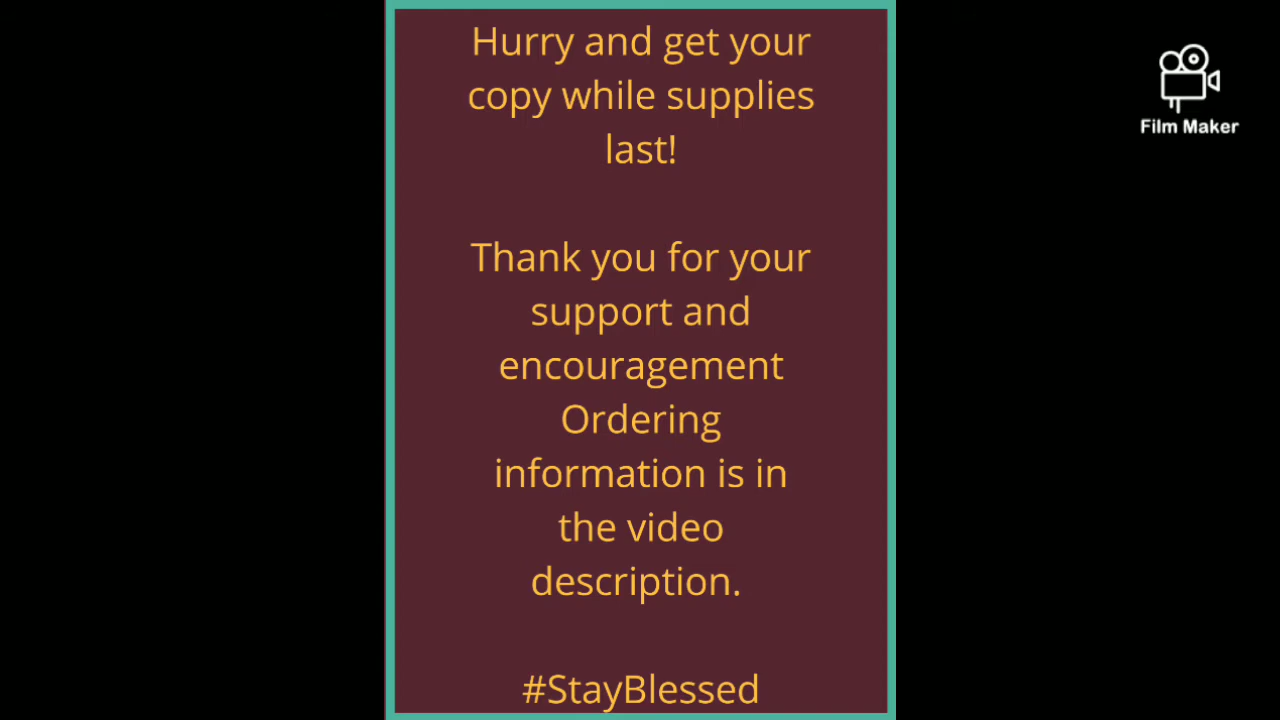 Hurry and get your
copy while supplies
last!
Thank you for your
support and
encouragement
Ordering
information is in
the video
description.
#StayBlessed
Film Maker